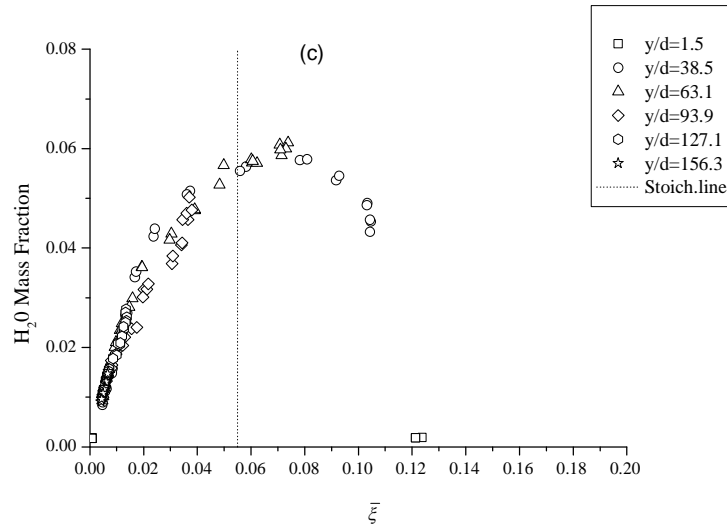 (c)
y/d=1.5
y/d=38.5
y/d=63.1
y/d=93.9
y/d=127.1
y/d=156.3
Stoich.line
H₂0 Mass Fraction
0.08
0.06
0.04
0.02
0.00
0.00 0.02 0.04 0.06 0.08 0.10 0.12 0.14 0.16 0.18 0.20
ξ̅